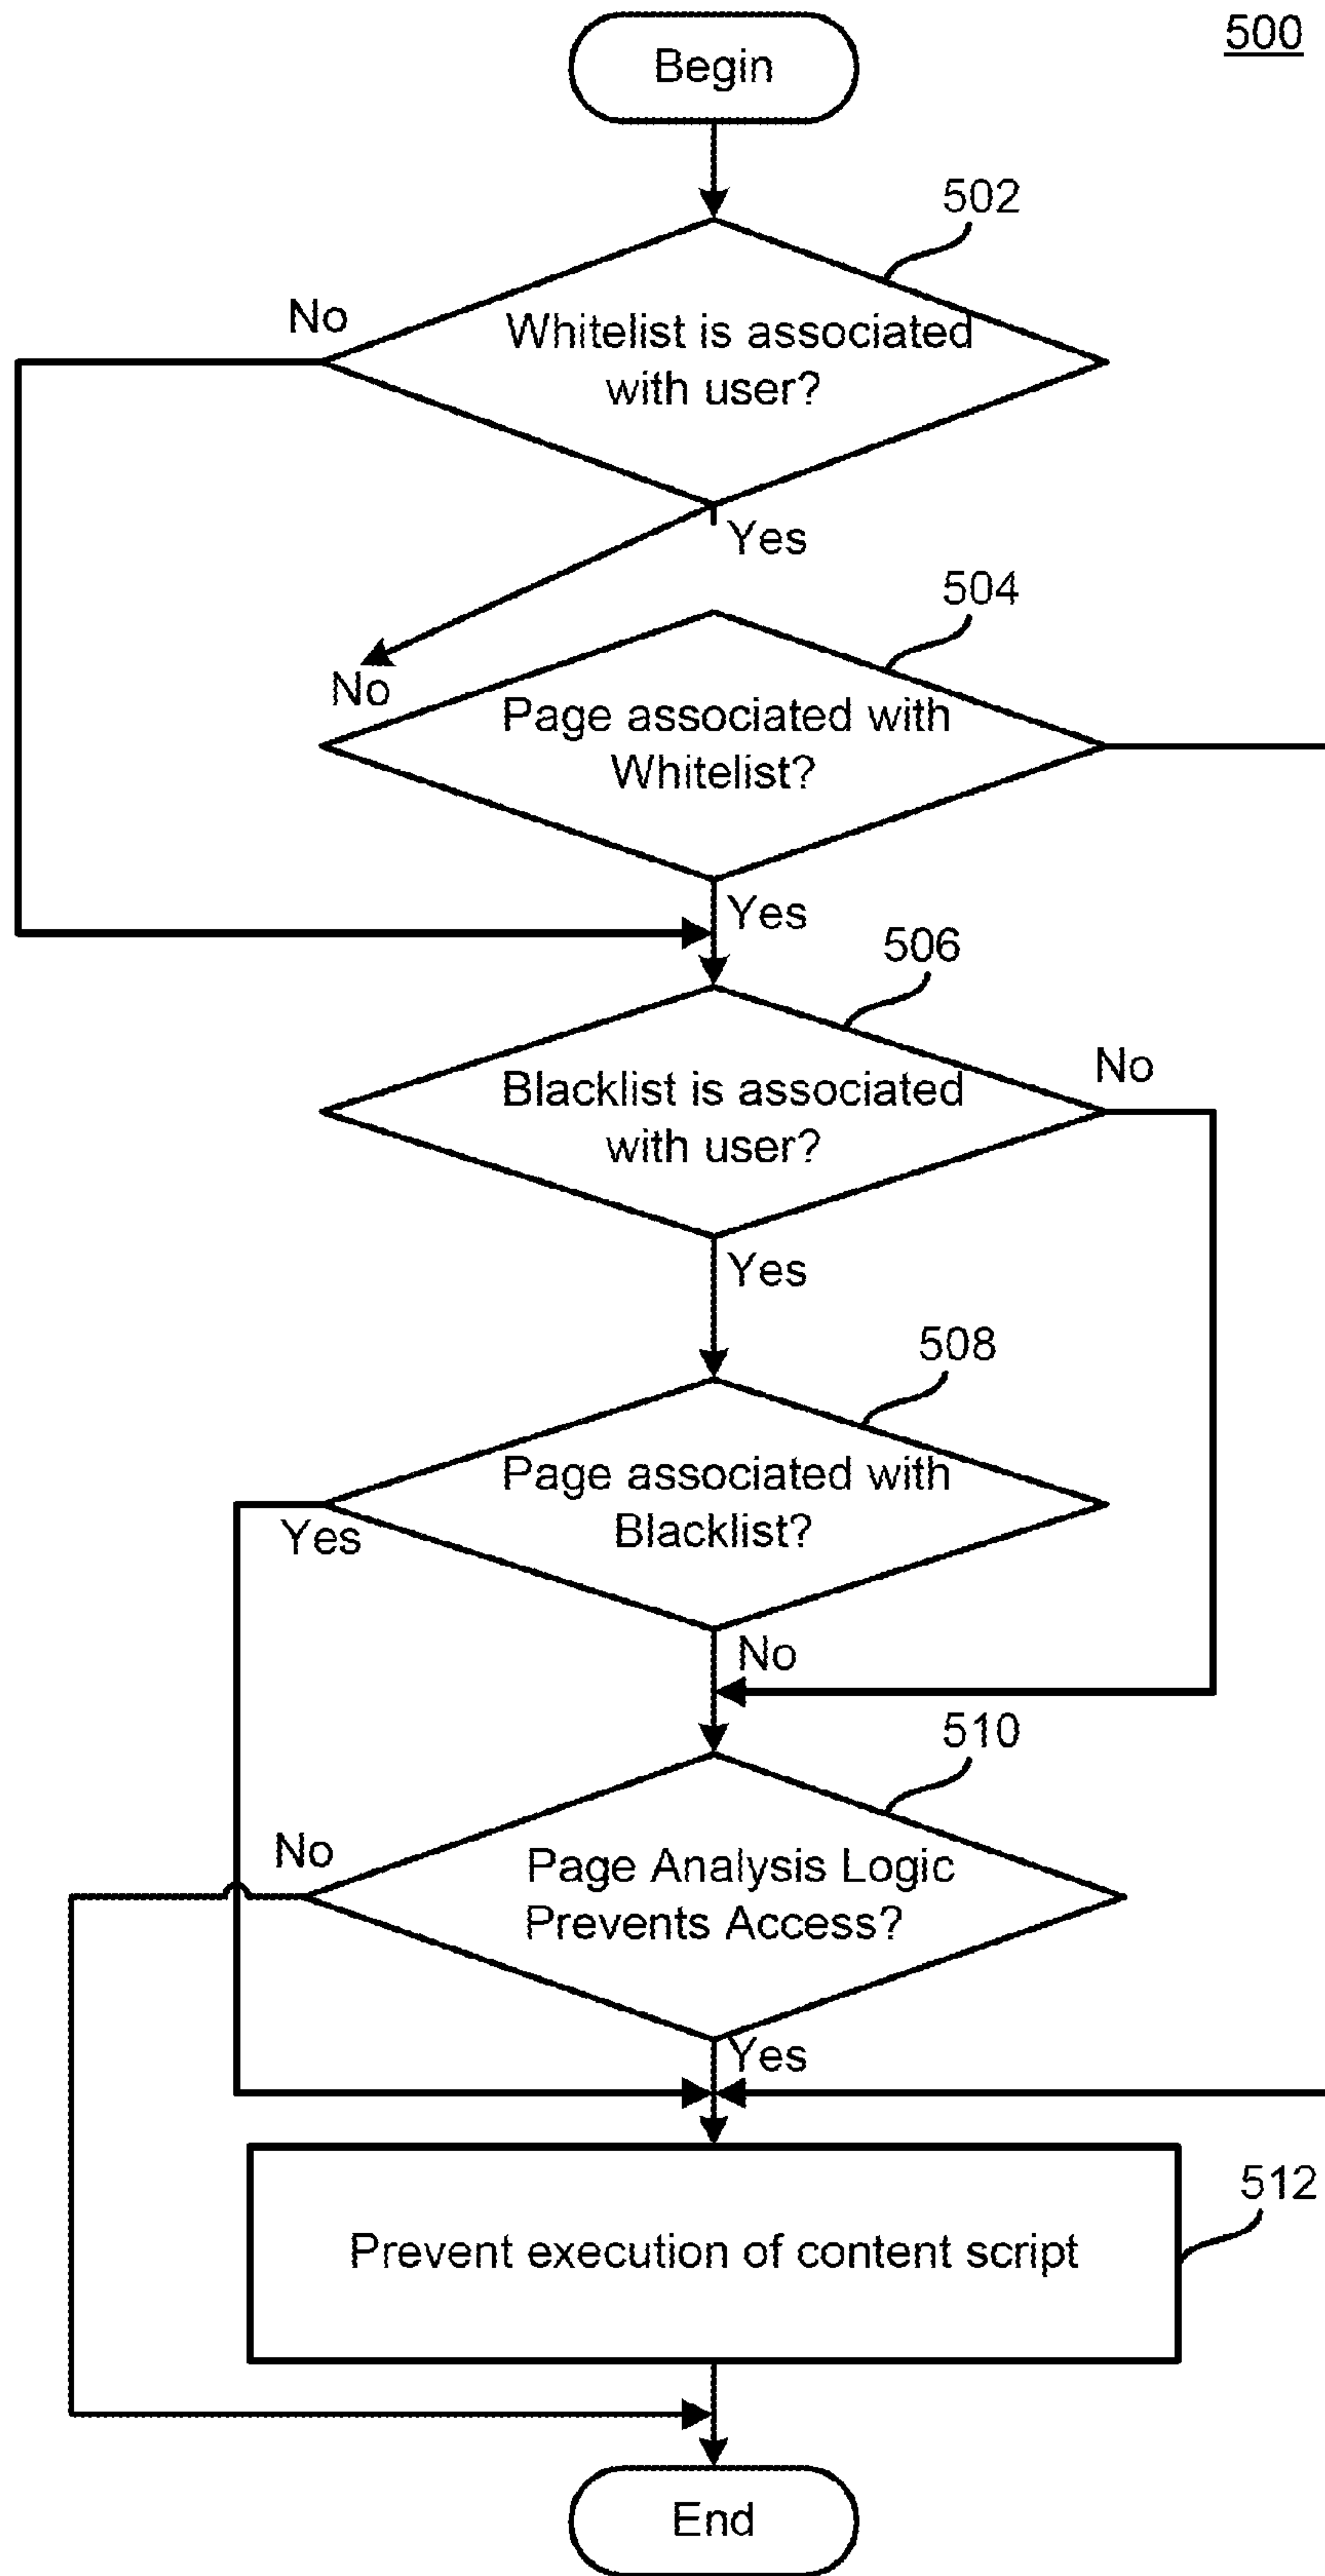 500
Begin
502
No
Whitelist is associated
with user?
Yes
504
No
Page associated with
Whitelist?
Yes
506
No
Blacklist is associated
with user?
Yes
508
Page associated with
Blacklist?
Yes
No
510
No
Page Analysis Logic
Prevents Access?
Yes
512
Prevent execution of content script
End